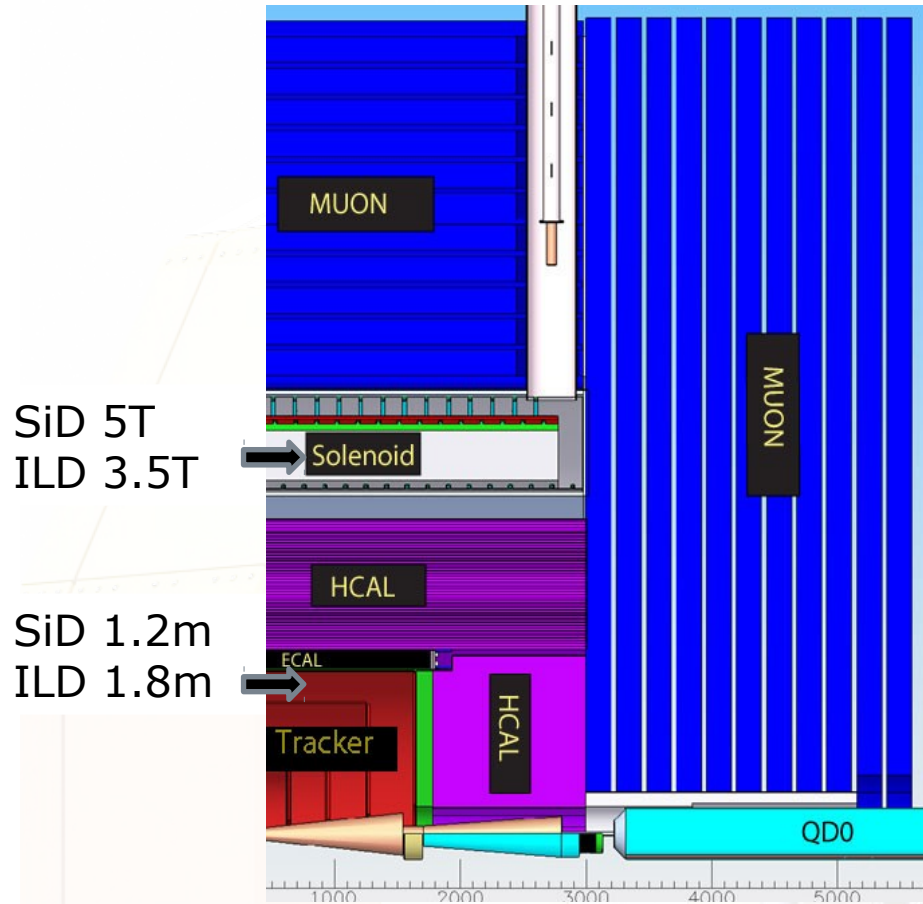 MUON
SiD 5T
ILD 3.5T
Solenoid
MUON
HCAL
SiD 1.2m
ILD 1.8m
ECAL
HCAL
Tracker
QD0
1000 2000 3000 4000 5000